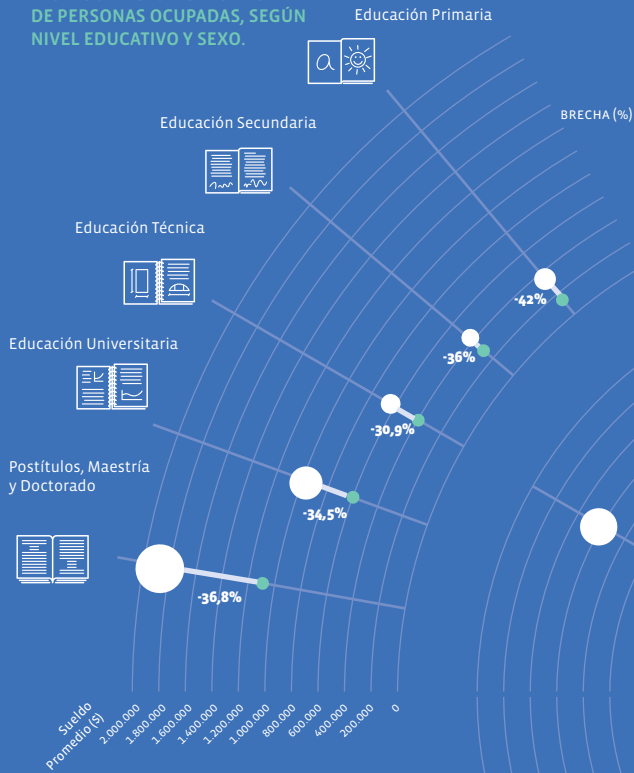 DE PERSONAS OCUPADAS, SEGÚN
NIVEL EDUCATIVO Y SEXO.
Educación Primaria
BRECHA (%)
Educación Secundaria
Educación Técnica
-42%
Educación Universitaria
-36%
-30,9%
Postítulos, Maestría
y Doctorado
-34,5%
-36,8%
Sueldo
Promedio ($)
2.000.000
1.800.000
1.600.000
1.400.000
1.200.000
1.000.000
800.000
600.000
400.000
200.000
0